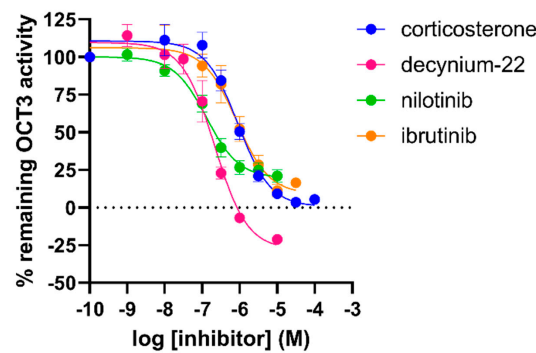 % remaining OCT3 activity
125
100
75
50
25
0
-25
-50
-10 -9 -8 -7 -6 -5 -4 -3
log [inhibitor] (M)
corticosterone
decynium-22
nilotinib
ibrutinib